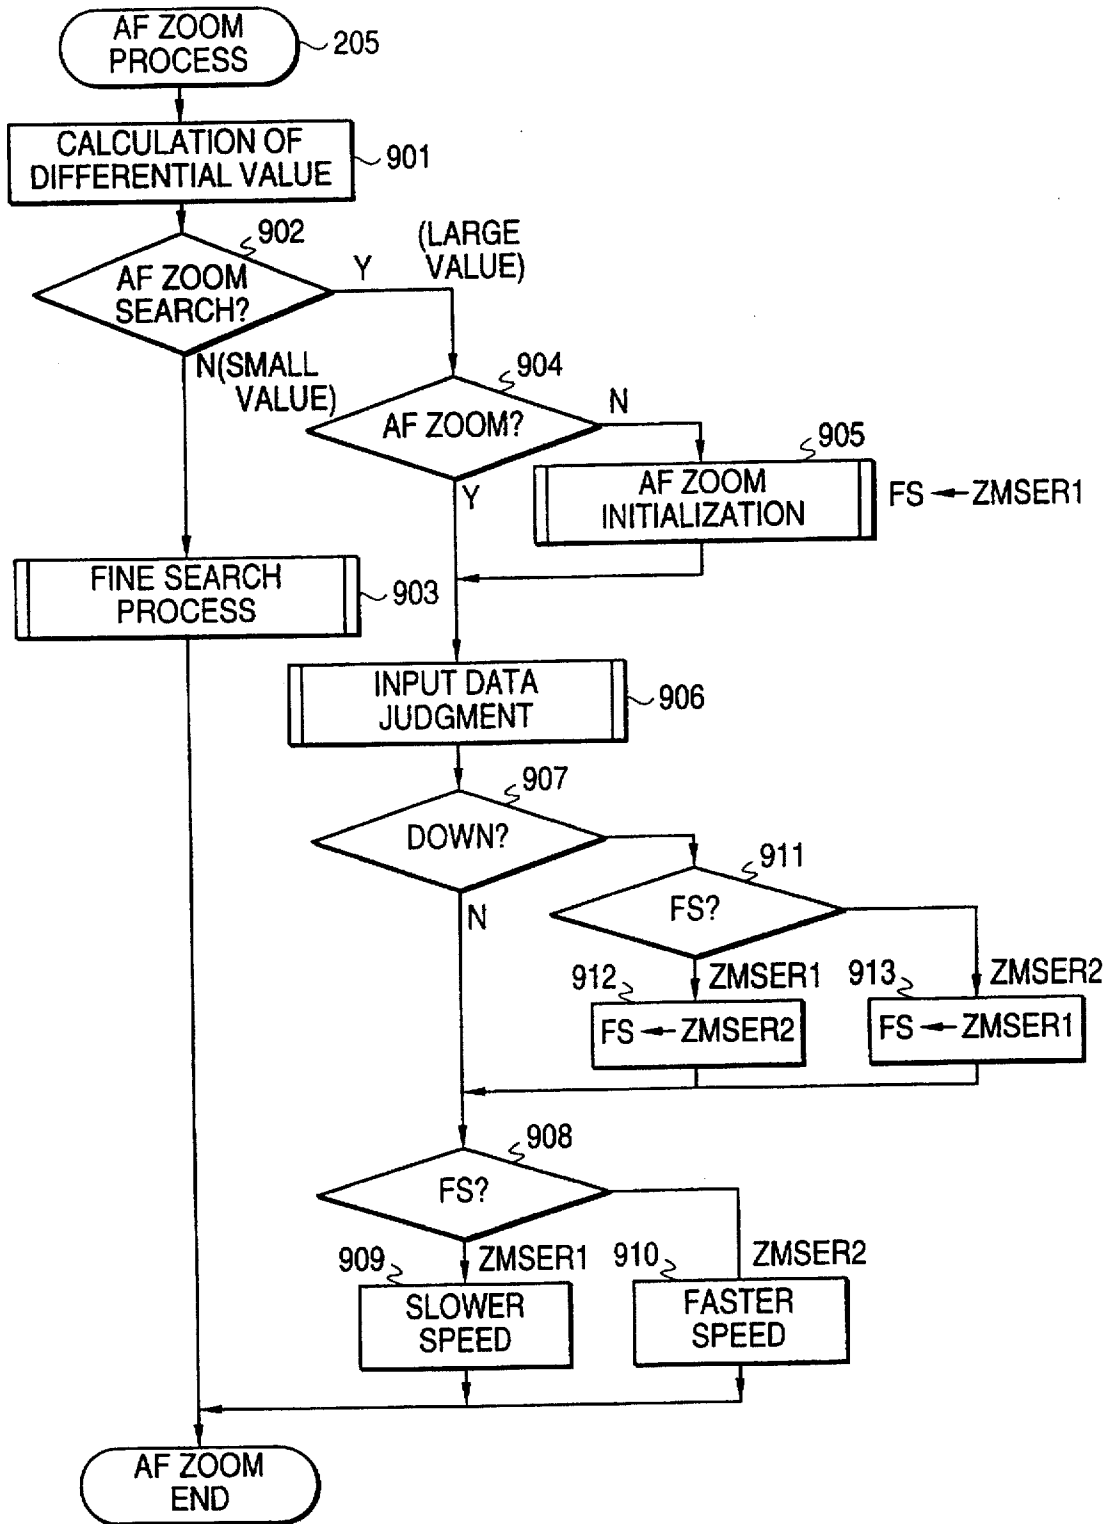 AF ZOOM
PROCESS
205
CALCULATION OF
DIFFERENTIAL VALUE
901
902
AF ZOOM
SEARCH?
Y
(LARGE
VALUE)
N(SMALL
VALUE)
904
AF ZOOM?
N
Y
905
AF ZOOM
INITIALIZATION
FS ← ZMSER1
FINE SEARCH
PROCESS
903
INPUT DATA
JUDGMENT
906
907
DOWN?
N
911
FS?
ZMSER1
ZMSER2
912
FS ← ZMSER2
913
FS ← ZMSER1
908
FS?
ZMSER1
ZMSER2
909
SLOWER
SPEED
910
FASTER
SPEED
AF ZOOM
END